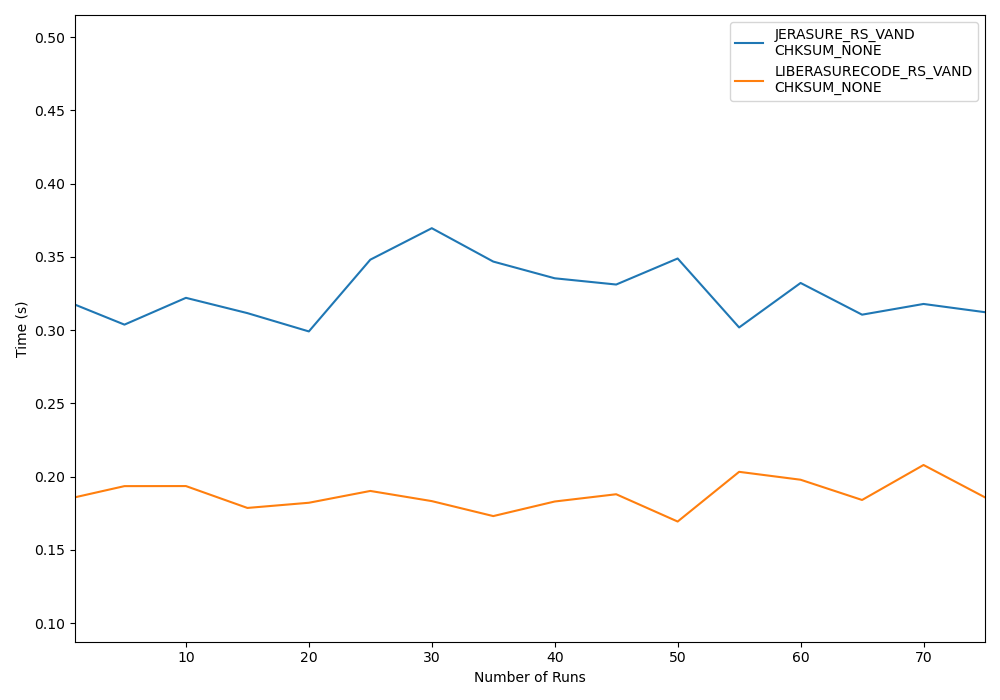 JERASURE_RS_VAND
CHKSUM_NONE
LIBERASURECODE_RS_VAND
CHKSUM_NONE
0.50
0.45
0.40
0.35
0.30
0.25
0.20
0.15
0.10
Time (s)
10 20 30 40 50 60 70
Number of Runs